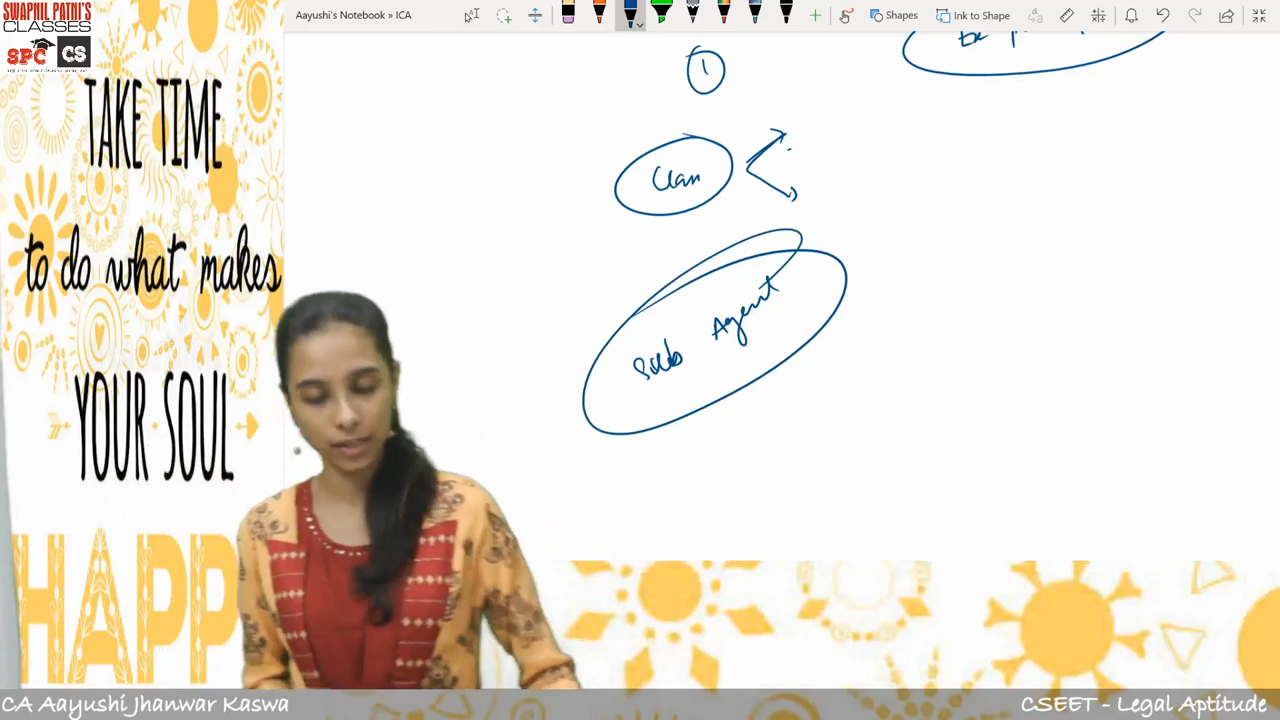 SWAPNIL PATNI'S
CLASSES
SPC CS
Aayushi's Notebook » ICA
Shapes
Ink to Shape
be
1
TAKE TIME
to do what makes
YOUR SOUL
HAPP
Clan
Sub Agent
CA Aayushi Jhanwar Kaswa
CSEET - Legal Aptitude